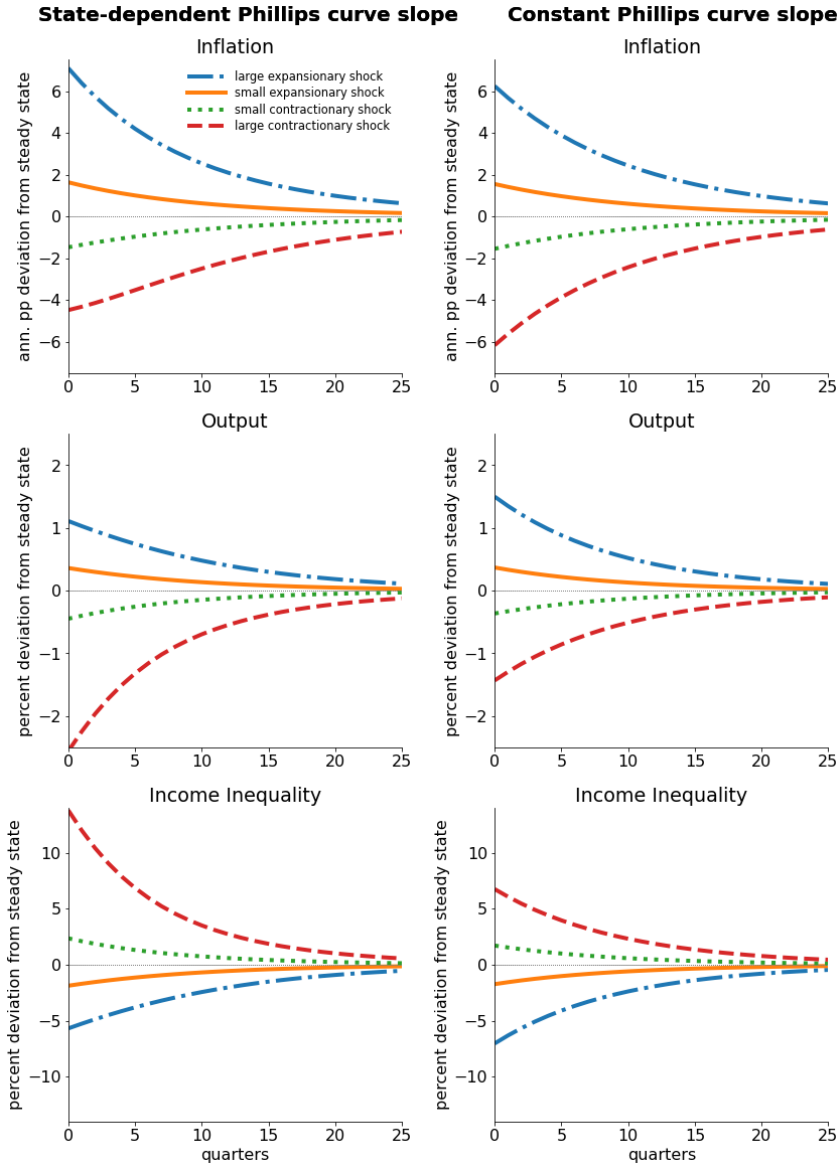 State-dependent Phillips curve slope
Constant Phillips curve slope
Inflation
ann. pp deviation from steady state
6
4
2
0
−2
−4
−6
large expansionary shock
small expansionary shock
small contractionary shock
large contractionary shock
0 5 10 15 20 25
Inflation
ann. pp deviation from steady state
6
4
2
0
−2
−4
−6
0 5 10 15 20 25
Output
percent deviation from steady state
2
1
0
−1
−2
0 5 10 15 20 25
Output
percent deviation from steady state
2
1
0
−1
−2
0 5 10 15 20 25
Income Inequality
percent deviation from steady state
10
5
0
−5
−10
0 5 10 15 20 25
quarters
Income Inequality
percent deviation from steady state
10
5
0
−5
−10
0 5 10 15 20 25
quarters